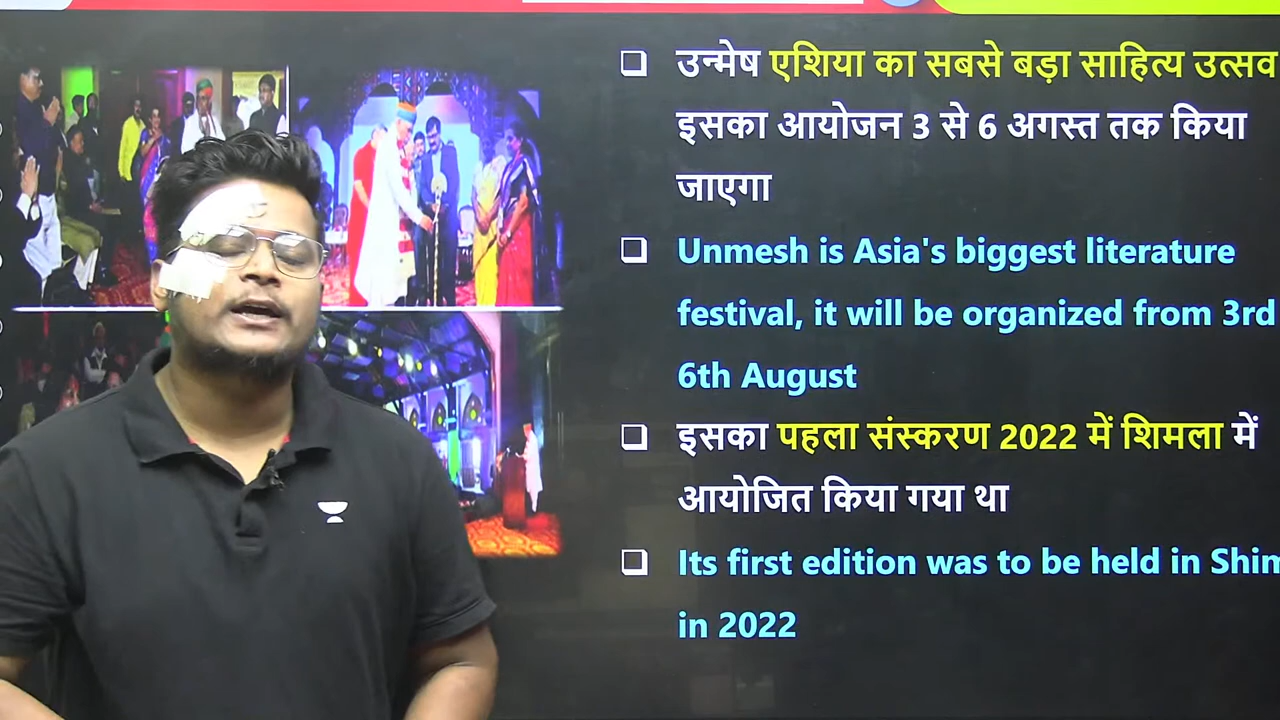 उन्मेष एशिया का सबसे बड़ा साहित्य उत्सव
इसका आयोजन 3 से 6 अगस्त तक किया
जाएगा
Unmesh is Asia's biggest literature
festival, it will be organized from 3rd
6th August
इसका पहला संस्करण 2022 में शिमला में
आयोजित किया गया था
Its first edition was to be held in
in 2022